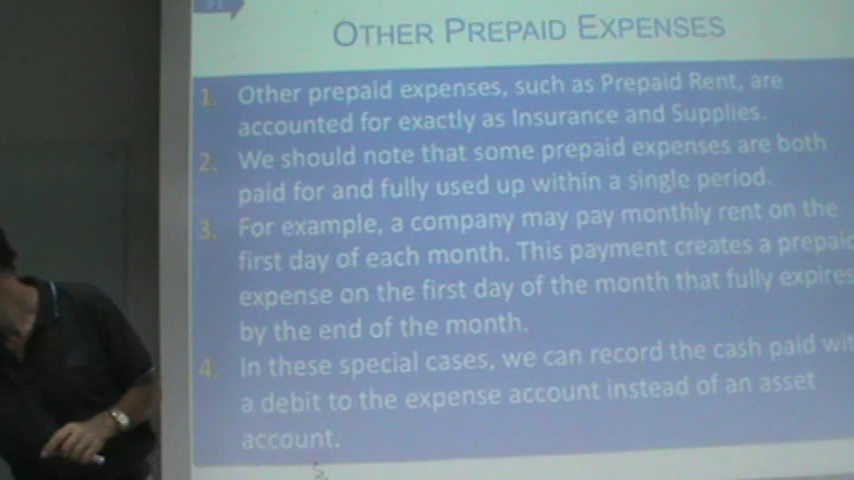 P1
OTHER PREPAID EXPENSES
1. Other prepaid expenses, such as Prepaid Rent, are
accounted for exactly as Insurance and Supplies.
2. We should note that some prepaid expenses are both
paid for and fully used up within a single period.
3. For example, a company may pay monthly rent on the
first day of each month. This payment creates a prepaid
expense on the first day of the month that fully expires
by the end of the month.
4. In these special cases, we can record the cash paid wit
a debit to the expense account instead of an asset
account.